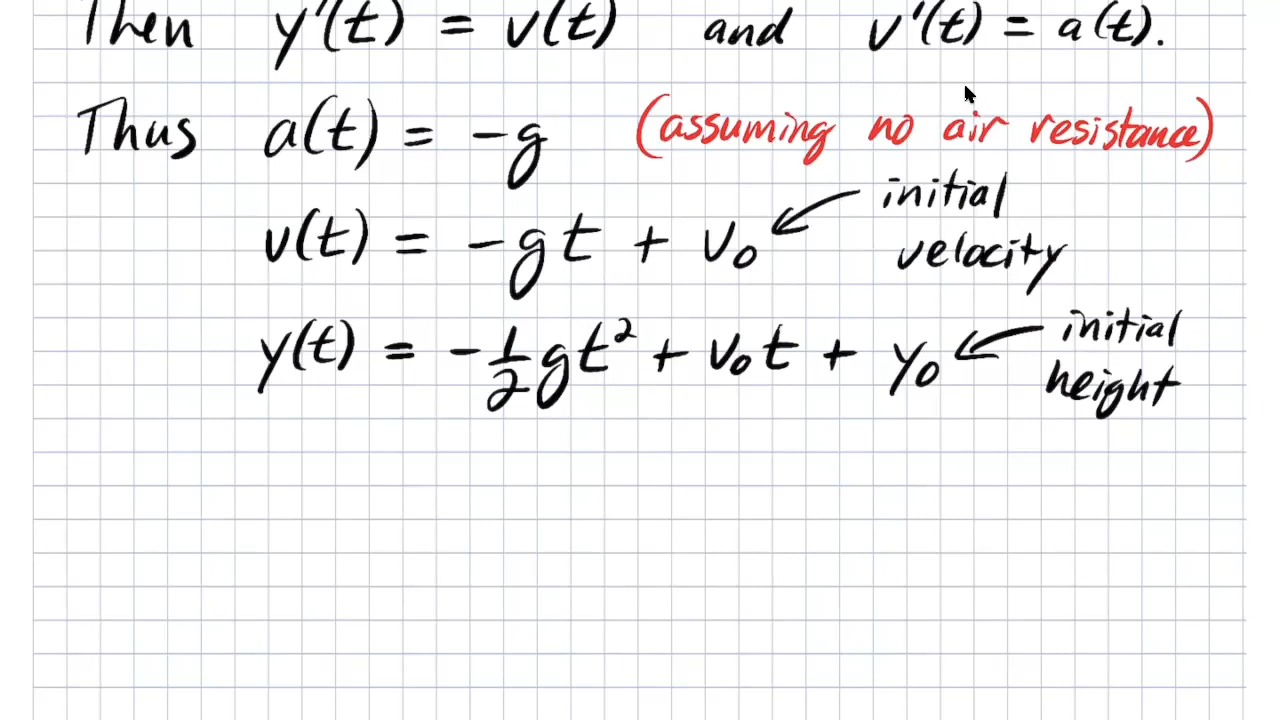 Then y'(t) = v(t) and v'(t) = a(t).
Thus a(t) = -g (assuming no air resistance)
v(t) = -gt + v₀ initial velocity
y(t) = -½gt² + v₀t + y₀ initial height